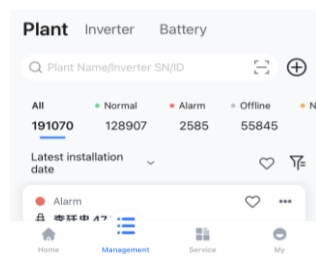 Plant Inverter Battery
Plant Name/Inverter SN/ID
All Normal Alarm Offline N
191070 128907 2585 55845
Latest installation
date
Alarm
Home Management Service My